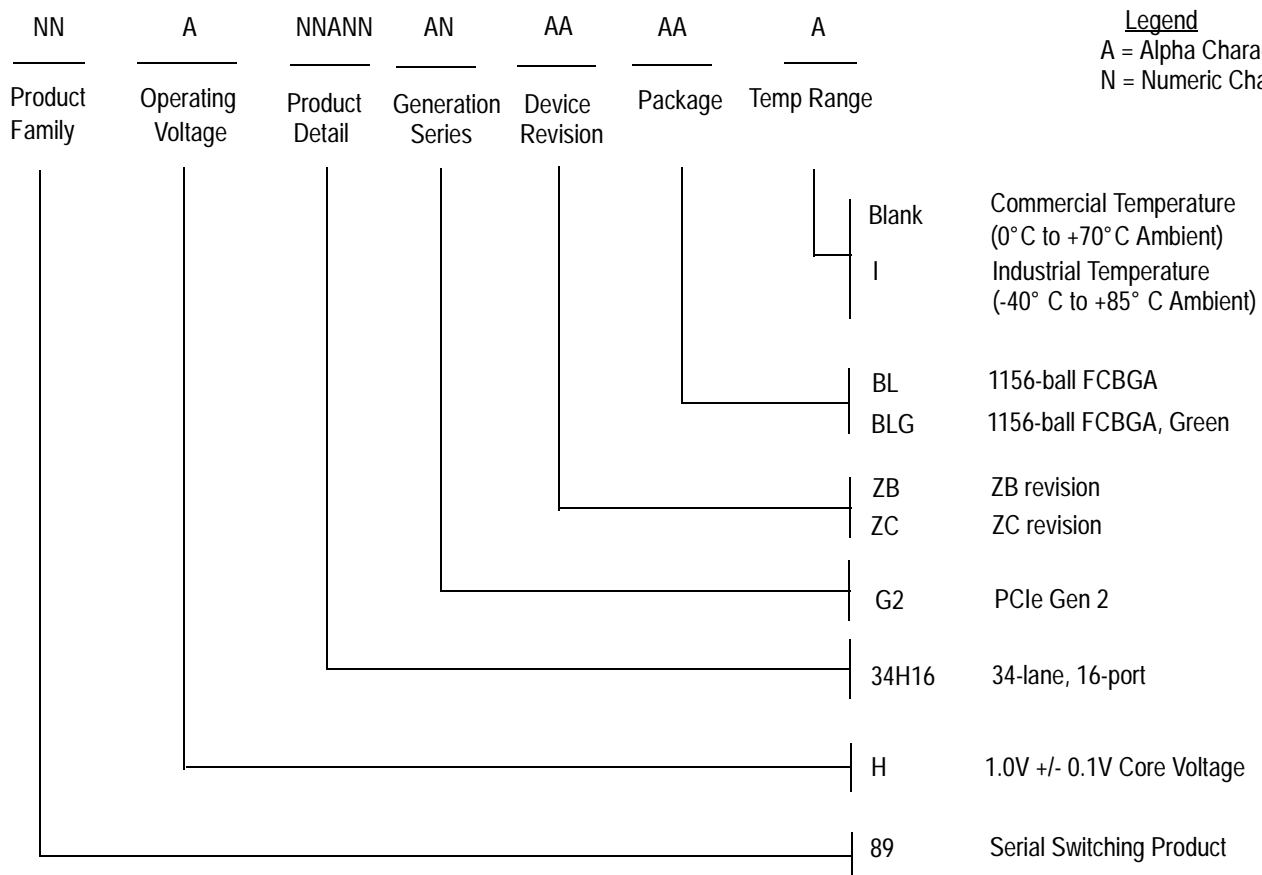 NN A NNANN AN AA AA A
Legend
A = Alpha
N = Numeric
Product Family
Operating Voltage
Product Detail
Generation Series
Device Revision
Package
Temp Range
Blank Commercial Temperature
(0°C to +70°C Ambient)
I Industrial Temperature
(-40° C to +85° C Ambient)
BL 1156-ball FCBGA
BLG 1156-ball FCBGA, Green
ZB ZB revision
ZC ZC revision
G2 PCIe Gen 2
34H16 34-lane, 16-port
H 1.0V +/- 0.1V Core Voltage
89 Serial Switching Product